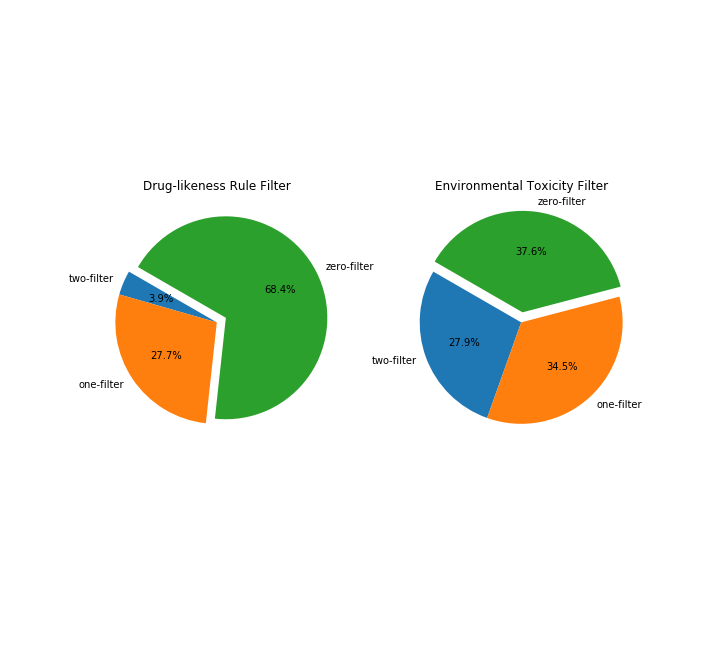 Drug-likeness Rule Filter
two-filter
3.9%
one-filter
27.7%
zero-filter
68.4%
Environmental Toxicity Filter
zero-filter
37.6%
two-filter
27.9%
one-filter
34.5%